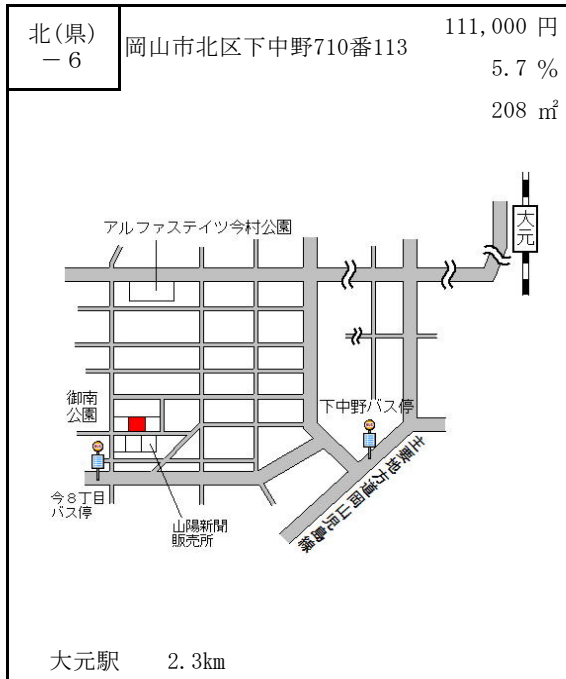 北(県)
－６
岡山市北区下中野710番113
111,000 円
5.7 %
208 ㎡
大元
アルファステイツ今村公園
御南
公園
下中野バス停
今８丁目
バス停
山陽新聞
販売所
主要地方道岡山児島線
大元駅 2.3km